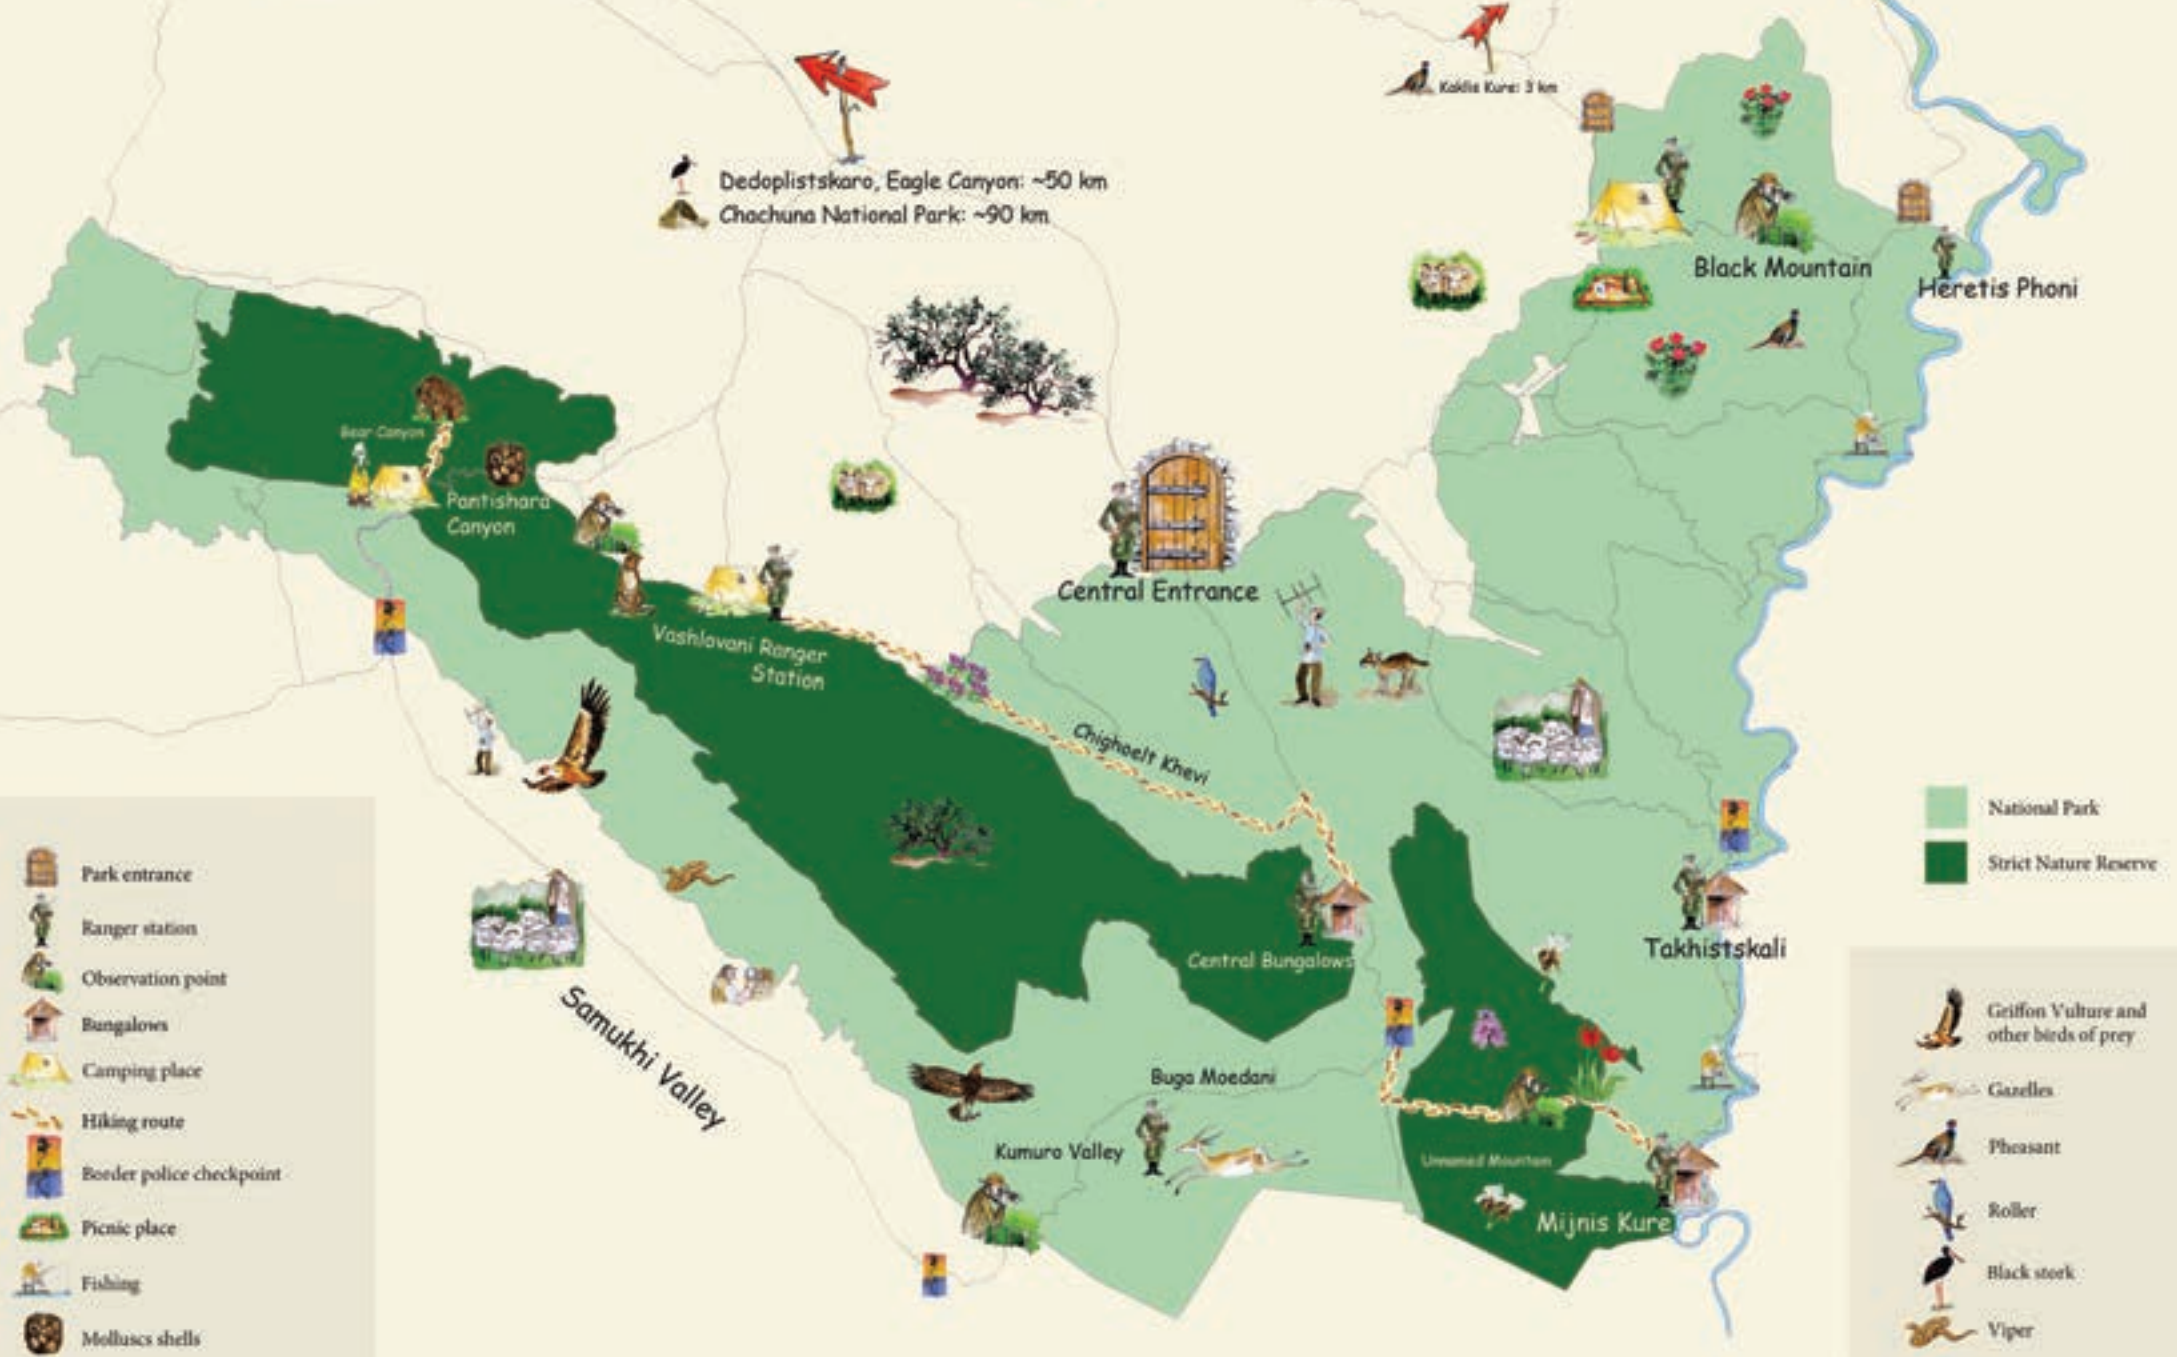 Kaklis Kure: 3 km
Dedoplistskaro, Eagle Canyon: ~50 km
Chachuna National Park: ~90 km
Black Mountain
Heretis Phoni
Bear Canyon
Pantishara
Canyon
Central Entrance
Vashlovani Ranger
Station
Chighoelt Khevi
National Park
Strict Nature Reserve
Park entrance
Ranger station
Observation point
Bungalows
Camping place
Hiking route
Border police checkpoint
Picnic place
Fishing
Molluscs shells
Takhistskali
Central Bungalows
Samukhi Valley
Buga Moedani
Kumuro Valley
Unnamed Mountain
Mijnis Kure
Griffon Vulture and
other birds of prey
Gazelles
Pheasant
Roller
Black stork
Viper